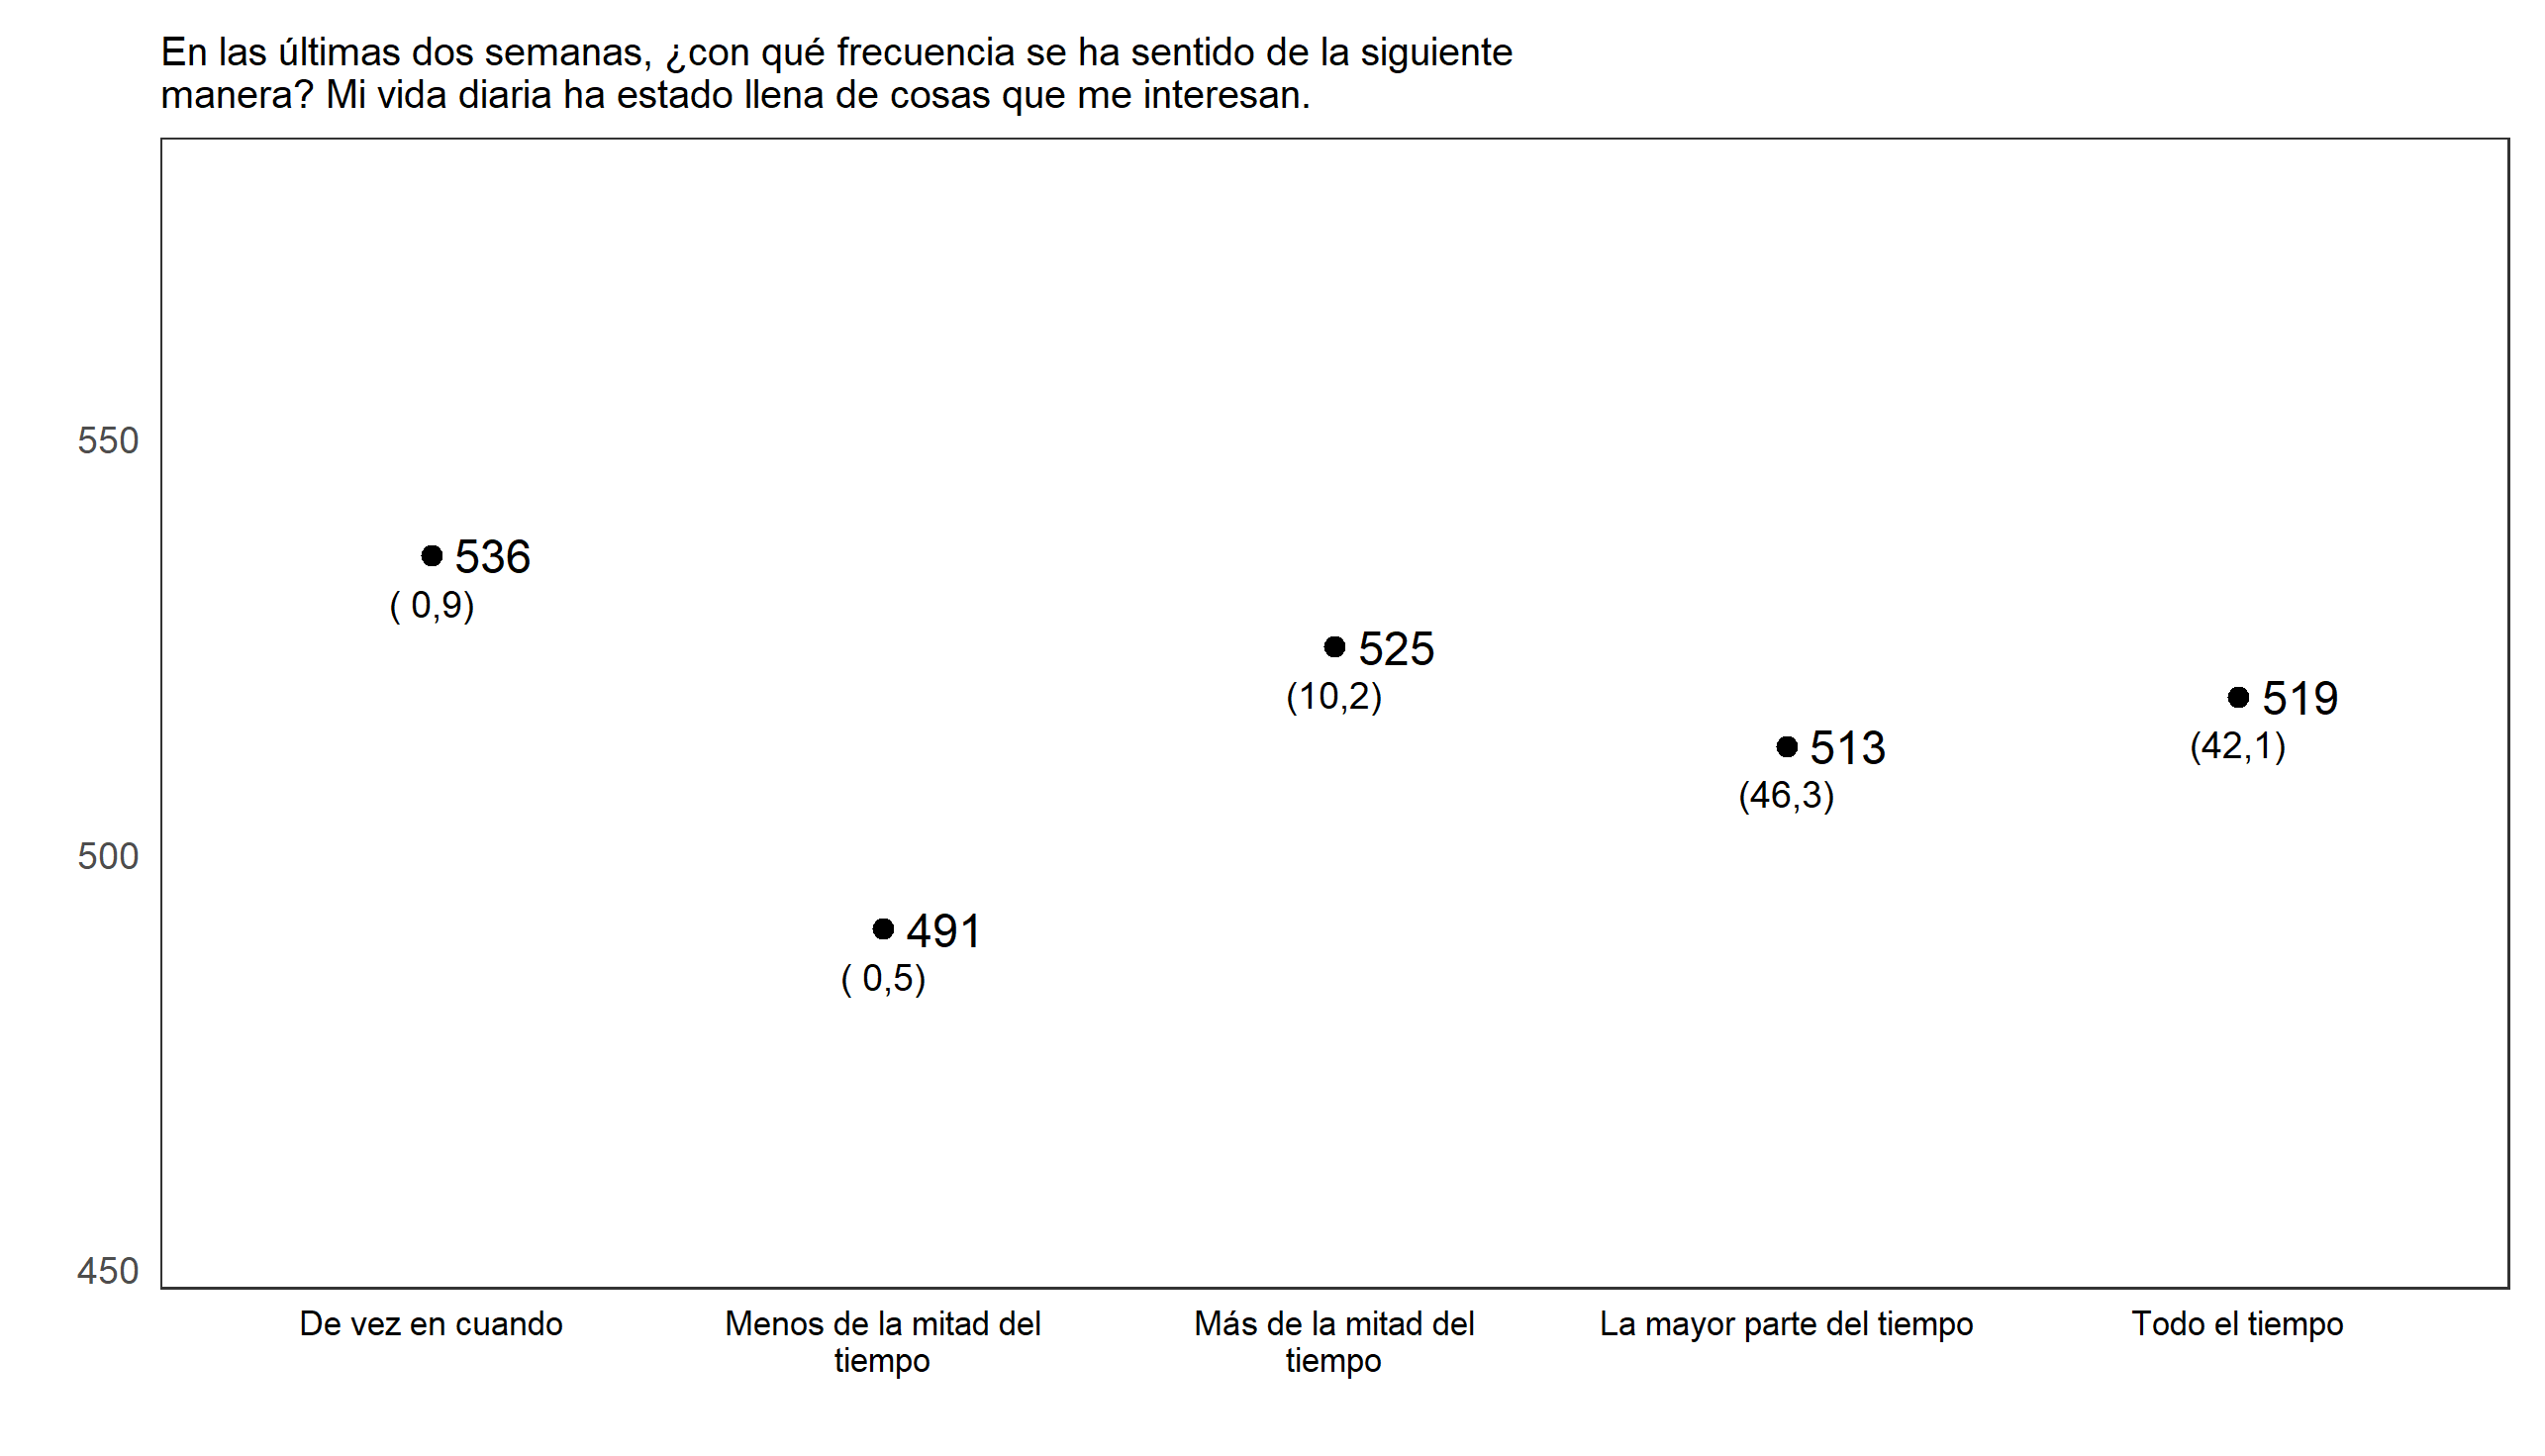 En las últimas dos semanas, ¿con qué frecuencia se ha sentido de la siguiente
manera? Mi vida diaria ha estado llena de cosas que me interesan.
550
536
( 0,9)
525
(10,2)
519
(42,1)
513
(46,3)
500
491
( 0,5)
450
De vez en cuando
Menos de la mitad del
tiempo
Más de la mitad del
tiempo
La mayor parte del tiempo
Todo el tiempo